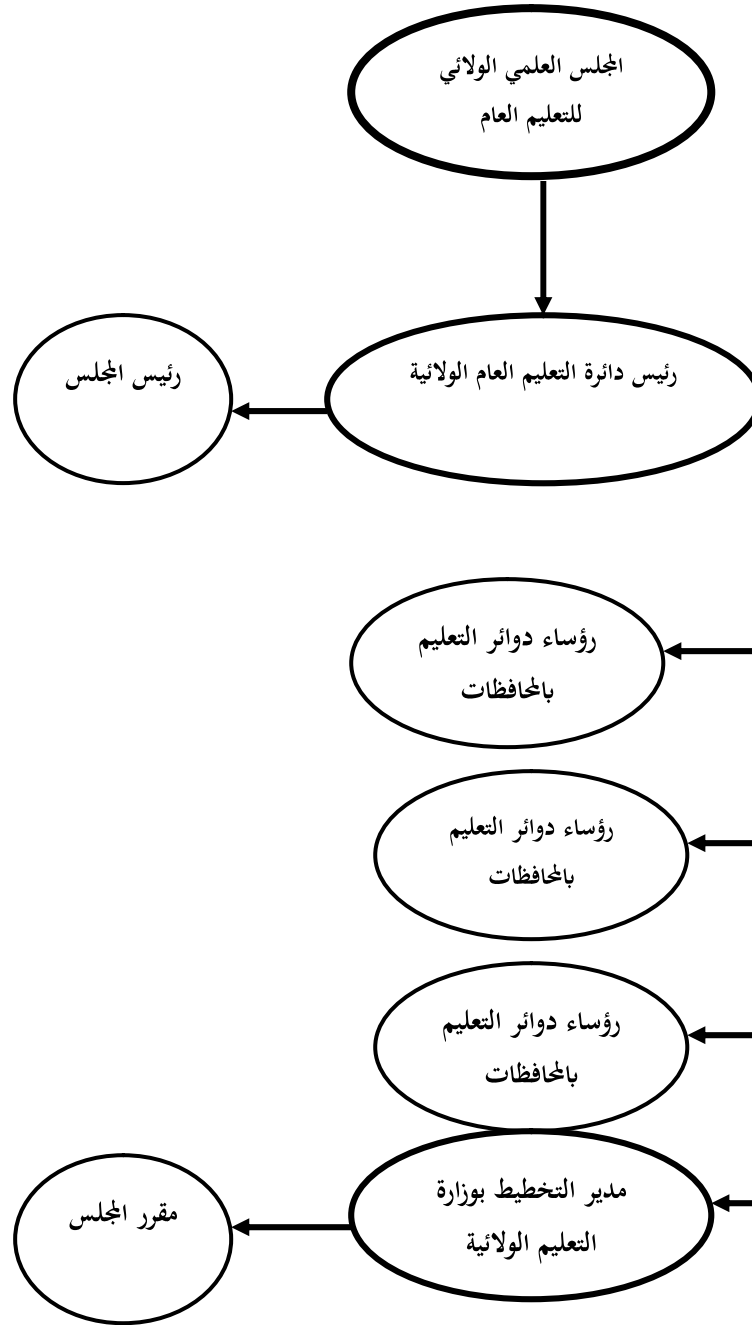 المجلس العلمي الولائي
للتعليم العام
رئيس دائرة التعليم العام الولائية
رئيس المجلس
رؤساء دوائر التعليم
بالمحافظات
رؤساء دوائر التعليم
بالمحافظات
رؤساء دوائر التعليم
بالمحافظات
مدير التخطيط بوزارة
التعليم الولائية
مقرر المجلس